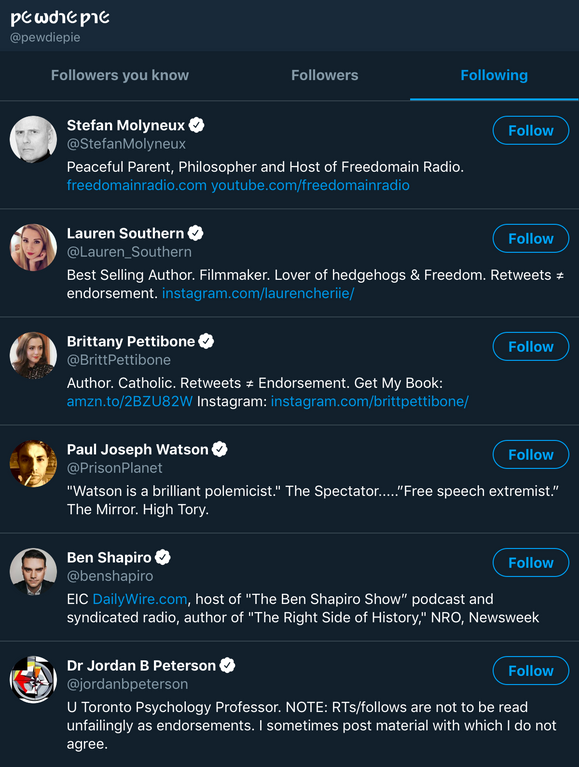 pewdiepie
@pewdiepie
Followers you know Followers Following
Stefan Molyneux
Follow
@StefanMolyneux
Peaceful Parent, Philosopher and Host of Freedomain Radio.
freedomainradio.com youtube.com/freedomainradio
Lauren Southern
Follow
@Lauren_Southern
Best Selling Author. Filmmaker. Lover of hedgehogs & Freedom. Retweets ≠
endorsement. instagram.com/laurencheriie/
Brittany Pettibone
Follow
@BrittPettibone
Author. Catholic. Retweets ≠ Endorsement. Get My Book:
amzn.to/2BZU82W Instagram: instagram.com/brittpettibone/
Paul Joseph Watson
Follow
@PrisonPlanet
"Watson is a brilliant polemicist." The Spectator.....”Free speech extremist.”
The Mirror. High Tory.
Ben Shapiro
Follow
@benshapiro
EIC DailyWire.com, host of "The Ben Shapiro Show” podcast and
syndicated radio, author of "The Right Side of History," NRO, Newsweek
Dr Jordan B Peterson
Follow
@jordanbpeterson
U Toronto Psychology Professor. NOTE: RTs/follows are not to be read
unfailingly as endorsements. I sometimes post material with which I do not
agree.